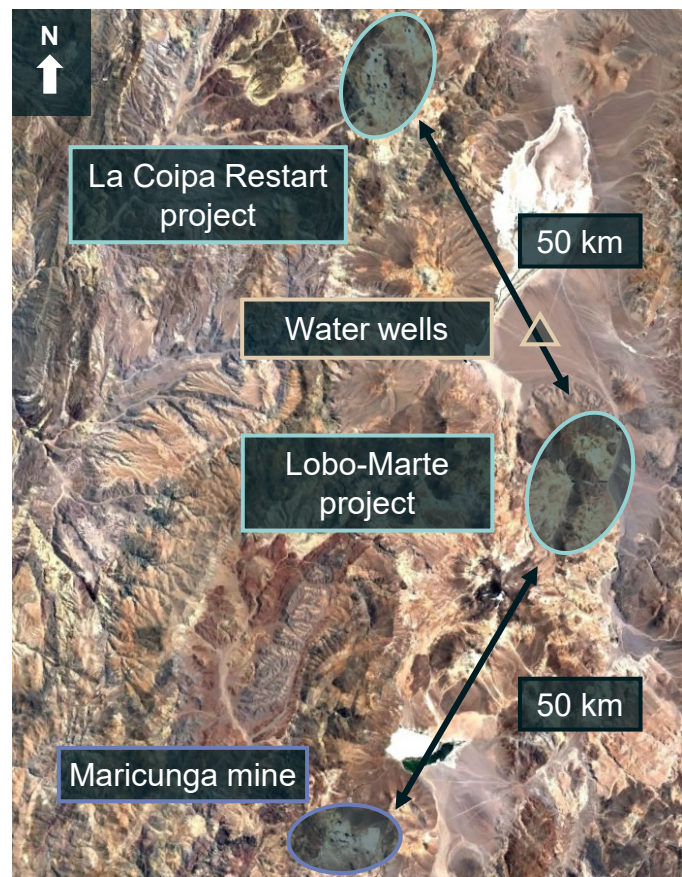 N
La Coipa Restart
project
50 km
Water wells
Lobo-Marte
project
50 km
Maricunga mine